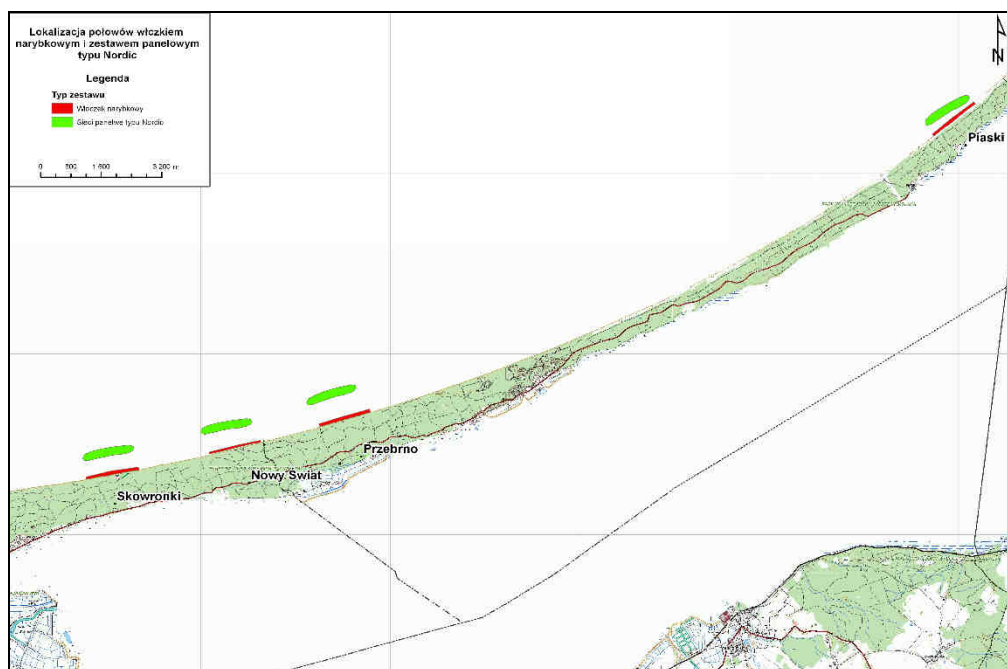 Lokalizacja połowów włczkiem
narybkowym i zestawem panelowym
typu Nordic
Legenda
Typ zestawu
Włoczek narybkowy
Sieci panelwe typu Nordic
0 800 1 600 3 200 m
N
Piaski
Przebrno
Nowy Świat
Skowronki